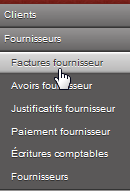 Clients
Fournisseurs
Factures fournisseur
Avoirs fournisseur
Justificatifs fournisseur
Paiement fournisseur
Écritures comptables
Fournisseurs